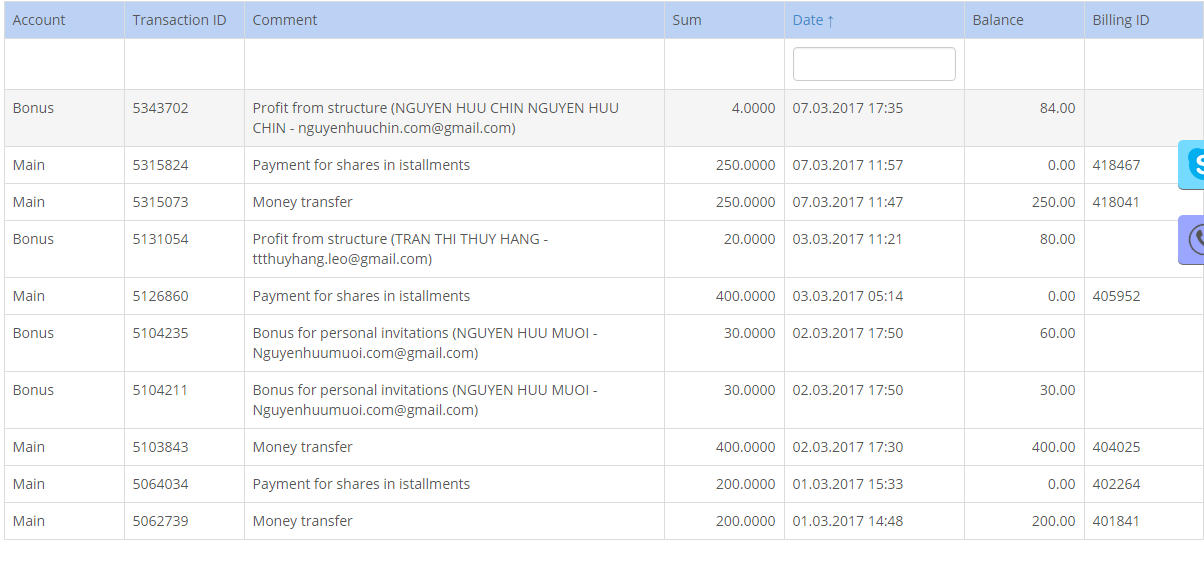 Account Transaction ID Comment Sum Date ↑ Balance Billing ID
Bonus 5343702 Profit from structure (NGUYEN HUU CHIN NGUYEN HUU 4.0000 07.03.2017 17:35 84.00
CHIN - nguyenhuuchin.com@gmail.com)
Main 5315824 Payment for shares in istallments 250.0000 07.03.2017 11:57 0.00 418467
Main 5315073 Money transfer 250.0000 07.03.2017 11:47 250.00 418041
Bonus 5131054 Profit from structure (TRAN THI THUY HANG - 20.0000 03.03.2017 11:21 80.00
ttthuyhang.leo@gmail.com)
Main 5126860 Payment for shares in istallments 400.0000 03.03.2017 05:14 0.00 405952
Bonus 5104235 Bonus for personal invitations (NGUYEN HUU MUOI - 30.0000 02.03.2017 17:50 60.00
Nguyenhuumuoi.com@gmail.com)
Bonus 5104211 Bonus for personal invitations (NGUYEN HUU MUOI - 30.0000 02.03.2017 17:50 30.00
Nguyenhuumuoi.com@gmail.com)
Main 5103843 Money transfer 400.0000 02.03.2017 17:30 400.00 404025
Main 5064034 Payment for shares in istallments 200.0000 01.03.2017 15:33 0.00 402264
Main 5062739 Money transfer 200.0000 01.03.2017 14:48 200.00 401841